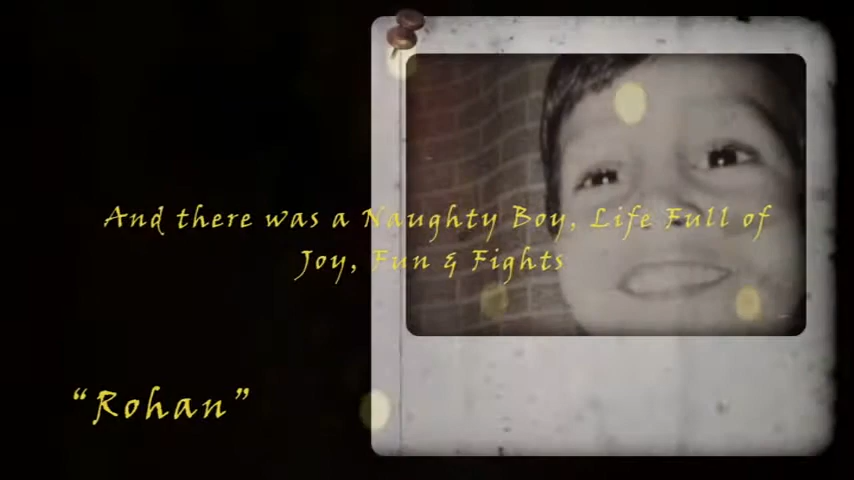 And there was a Naughty Boy, Life Full of
Joy, Fun & Fights
“Rohan”